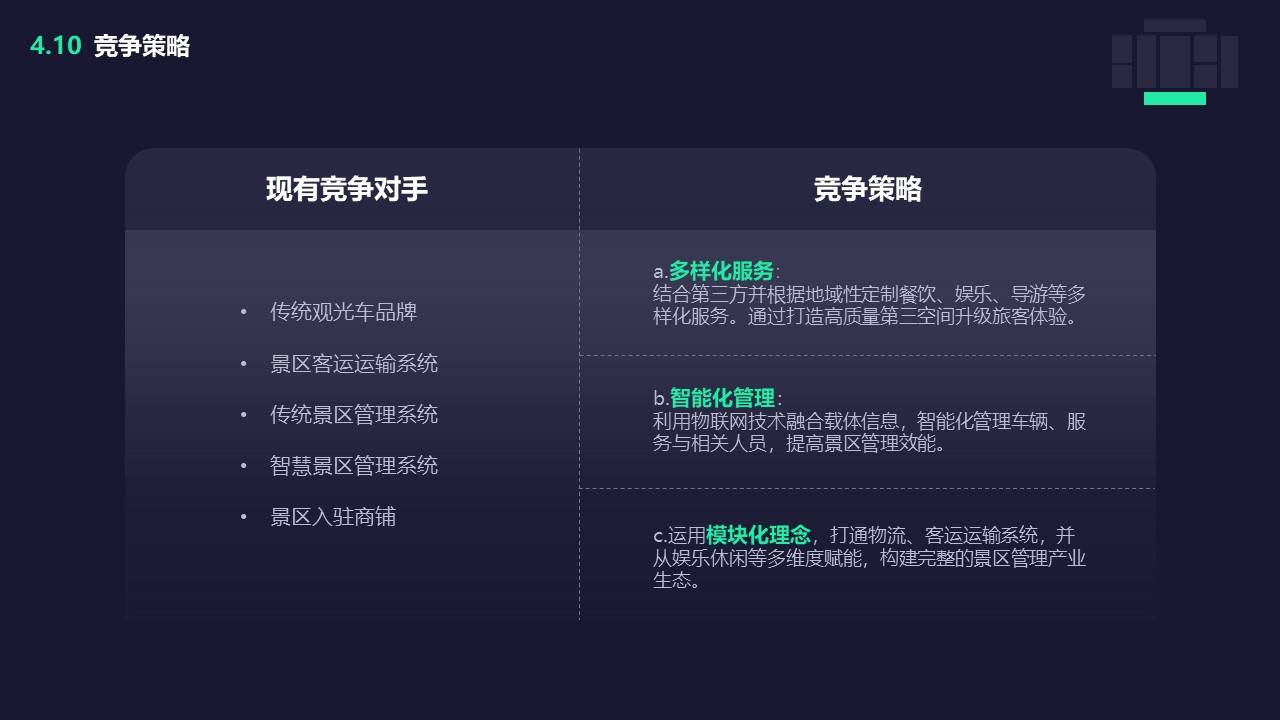 4.10 竞争策略
现有竞争对手
竞争策略
• 传统观光车品牌
• 景区客运运输系统
• 传统景区管理系统
• 智慧景区管理系统
• 景区入驻商铺
a.多样化服务：
结合第三方并根据地域性定制餐饮、娱乐、导游等多
样化服务。通过打造高质量第三空间升级旅客体验。
b.智能化管理：
利用物联网技术融合载体信息，智能化管理车辆、服
务与相关人员，提高景区管理效能。
c.运用模块化理念，打通物流、客运运输系统，并
从娱乐休闲等多维度赋能，构建完整的景区管理产业
生态。